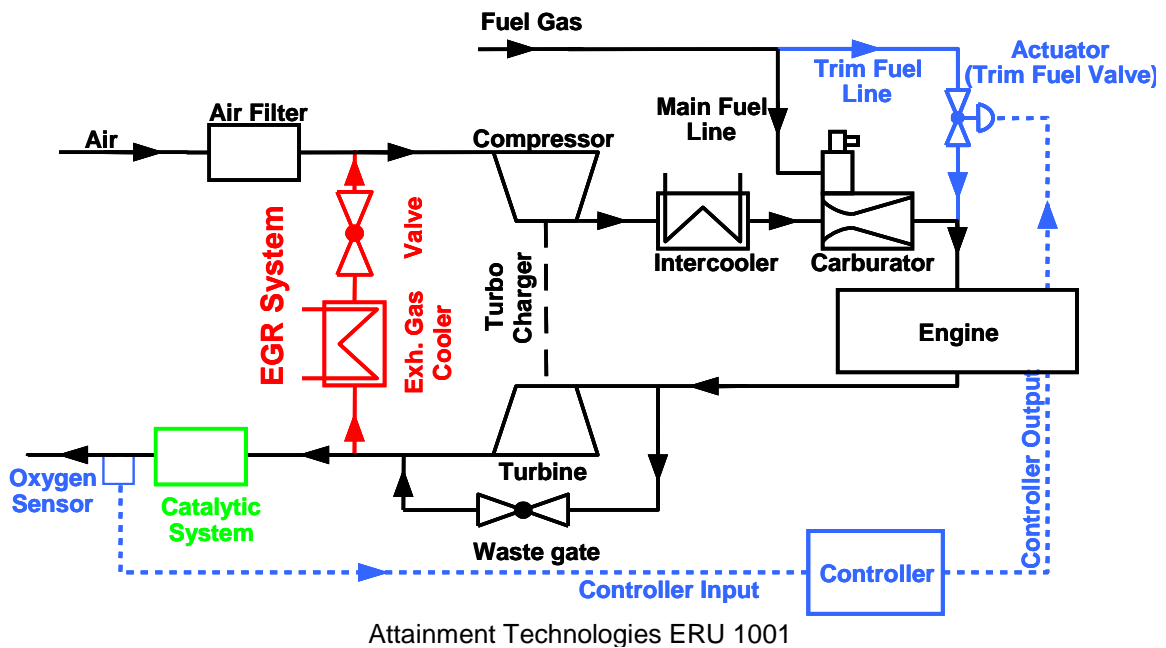 Fuel Gas
Actuator
(Trim Fuel Valve)
Trim Fuel
Line
Main Fuel
Line
Air Filter
Air
Compressor
EGR System
Valve
Exh. Gas
Cooler
Turbo
Charger
Intercooler
Carburator
Engine
Turbine
Waste gate
Oxygen
Sensor
Catalytic
System
Controller Input
Controller
Controller Output
Attainment Technologies ERU 1001